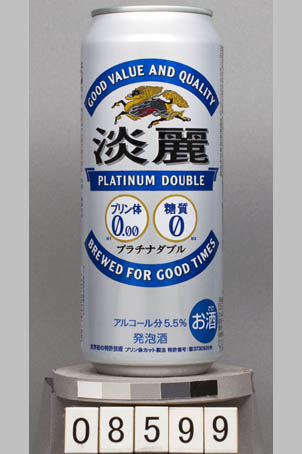 GOOD VALUE AND QUALITY
淡麗
PLATINUM DOUBLE
プリン体
0.00
糖質
0
プラチナダブル
BREWED FOR GOOD TIMES
アルコール分5.5%
発泡酒
お酒
08599